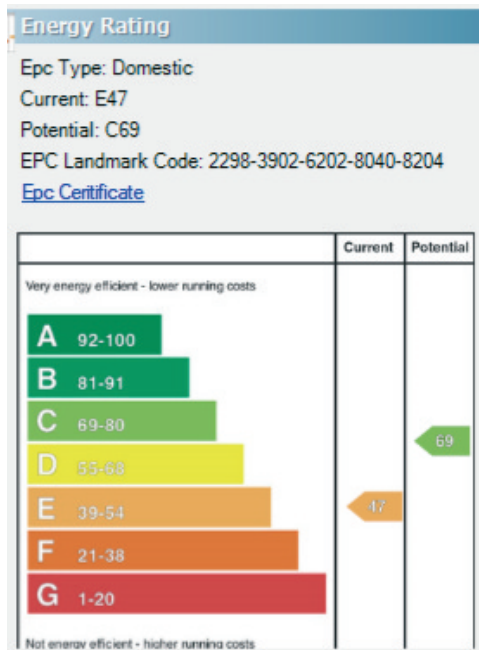 Energy Rating
Epc Type: Domestic
Current: E47
Potential: C69
EPC Landmark Code: 2298-3902-6202-8040-8204
Epc Certificate
Current Potential
Very energy efficient - lower running costs
A 92-100
B 81-91
C 69-80
69
D 55-68
E 39-54
47
F 21-38
G 1-20
Not energy efficient - higher running costs